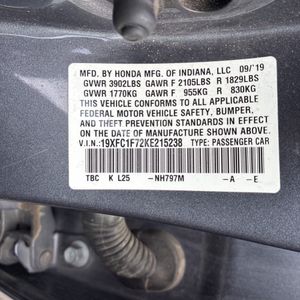 MFD. BY HONDA MFG. OF INDIANA, LLC 09/19
GVWR 3902LBS GAWR F 2105LBS R 1829LBS
GVWR 1770KG GAWR F 955KG R 830KG
THIS VEHICLE CONFORMS TO ALL APPLICABLE
FEDERAL MOTOR VEHICLE SAFETY, BUMPER,
AND THEFT PREVENTION STANDARDS IN EFFECT
ON THE DATE OF MANUFACTURE SHOWN ABOVE.
V.I.N.: 19XFC1F72KE215238 TYPE: PASSENGER CAR
TBC K L25 -NH797M -A -E